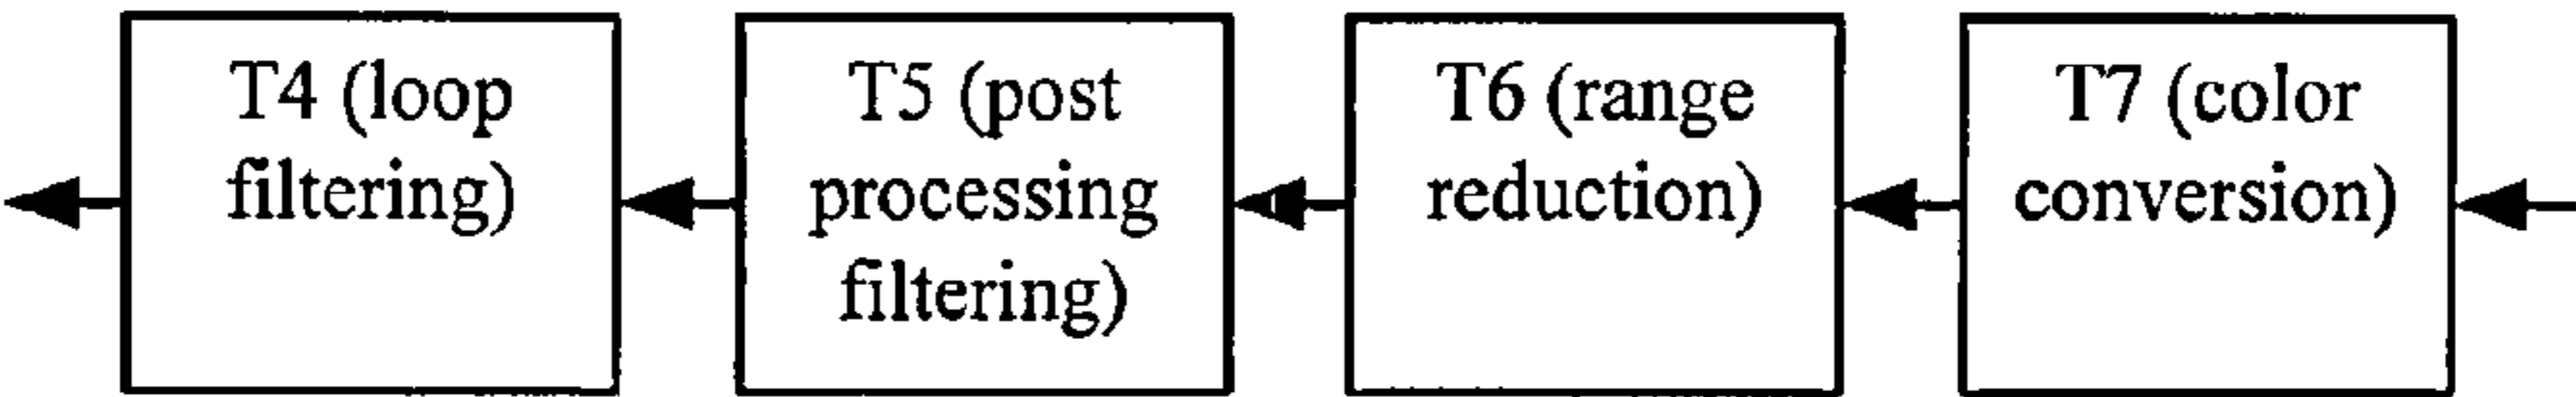 T4 (loop
filtering)
T5 (post
processing
filtering)
T6 (range
reduction)
T7 (color
conversion)